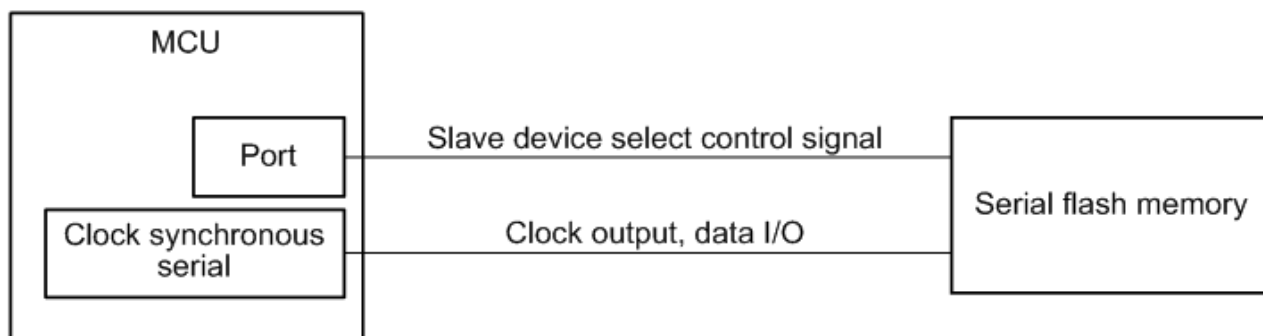 MCU
Port
Slave device select control signal
Serial flash memory
Clock synchronous
serial
Clock output, data I/O